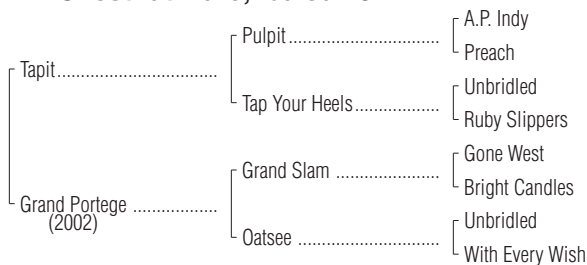 Pulpit........................................
A.P. Indy
Preach
Tapit..........................................
Tap Your Heels......................
Unbridled
Ruby Slippers
Grand Slam ...........................
Gone West
Bright Candles
Grand Portege ......................
(2002)
Oatsee .....................................
Unbridled
With Every Wish